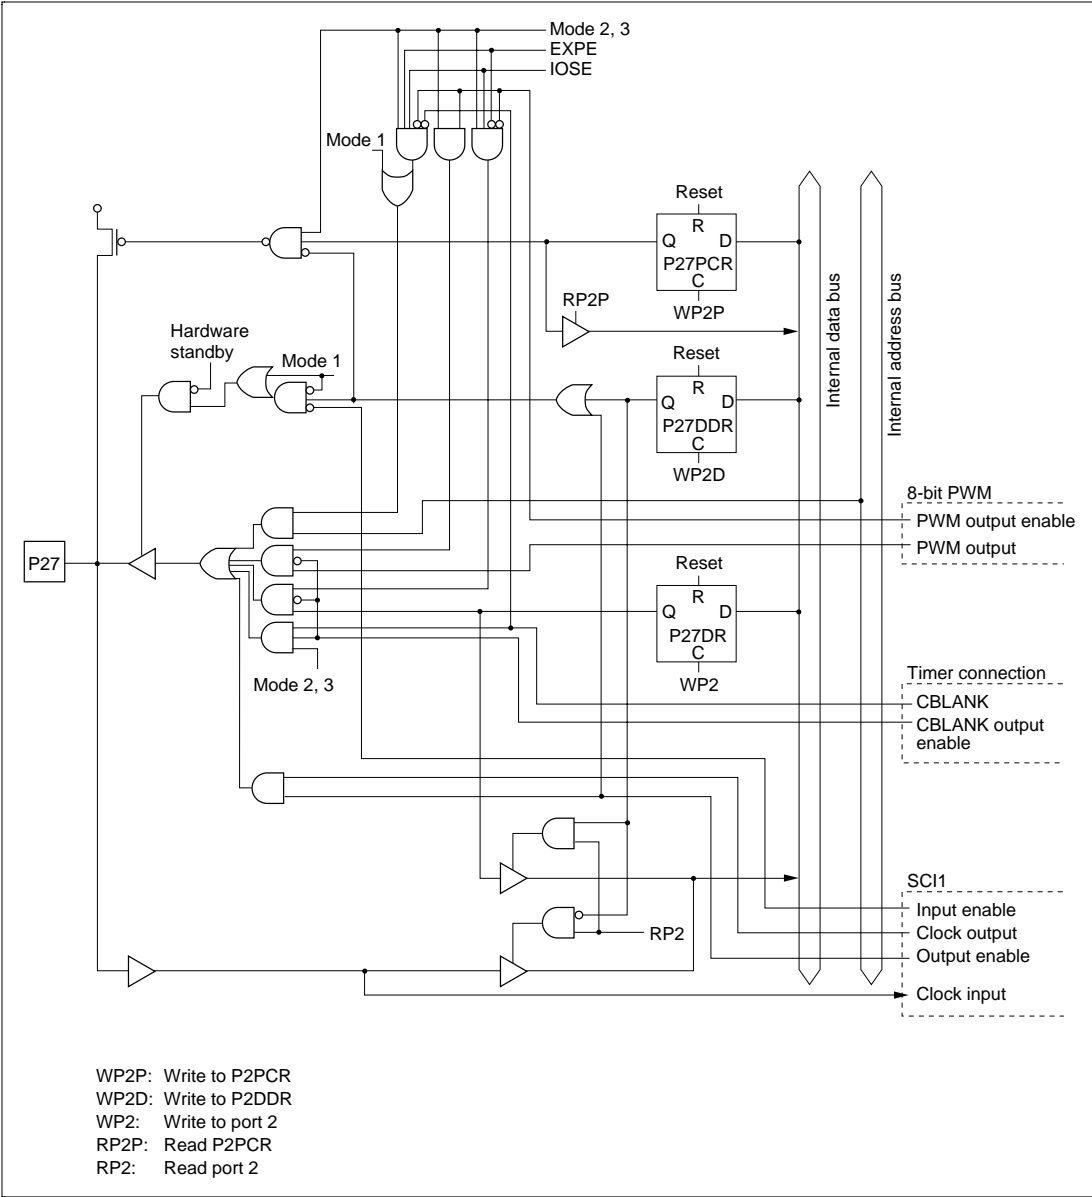 Mode 2, 3
EXPE
IOSE
Mode 1
Reset
R
Q
D
P27PCR
C
WP2P
RP2P
Hardware
standby
Mode 1
Reset
R
Q
D
P27DDR
C
WP2D
Internal data bus
Internal address bus
8-bit PWM
PWM output enable
PWM output
P27
Reset
R
Q
D
P27DR
C
WP2
Mode 2, 3
Timer connection
CBLANK
CBLANK output
enable
SCI1
Input enable
Clock output
Output enable
Clock input
RP2
WP2P: Write to P2PCR
WP2D: Write to P2DDR
WP2: Write to port 2
RP2P: Read P2PCR
RP2: Read port 2